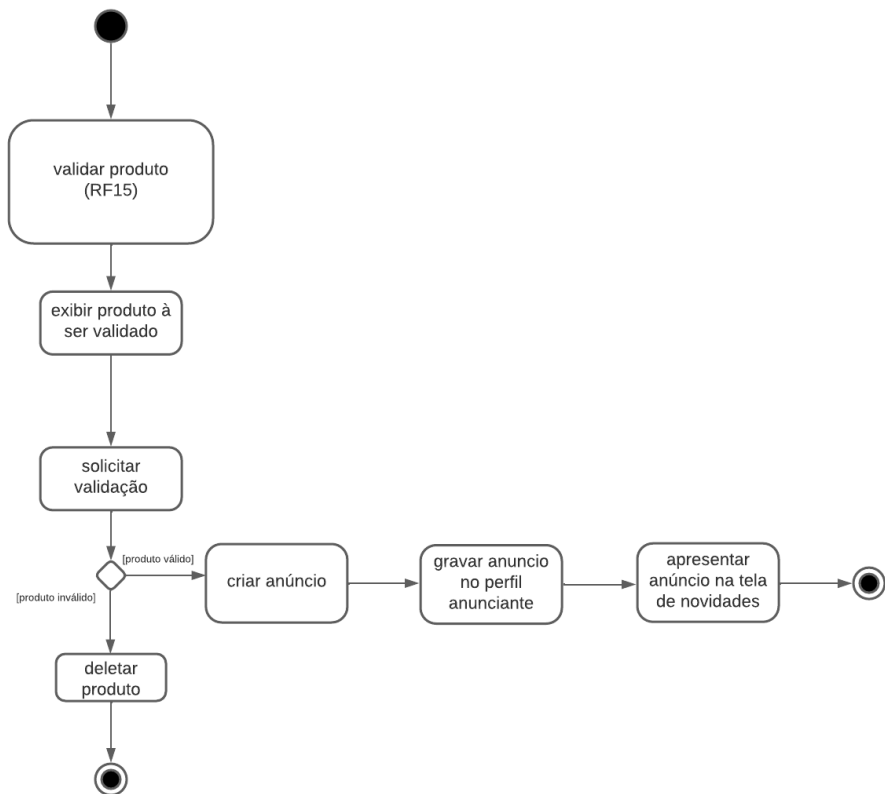 validar produto
(RF15)
exibir produto à
ser validado
solicitar
validação
[produto válido]
[produto inválido]
criar anúncio
gravar anuncio
no perfil
anunciante
apresentar
anúncio na tela
de novidades
deletar
produto